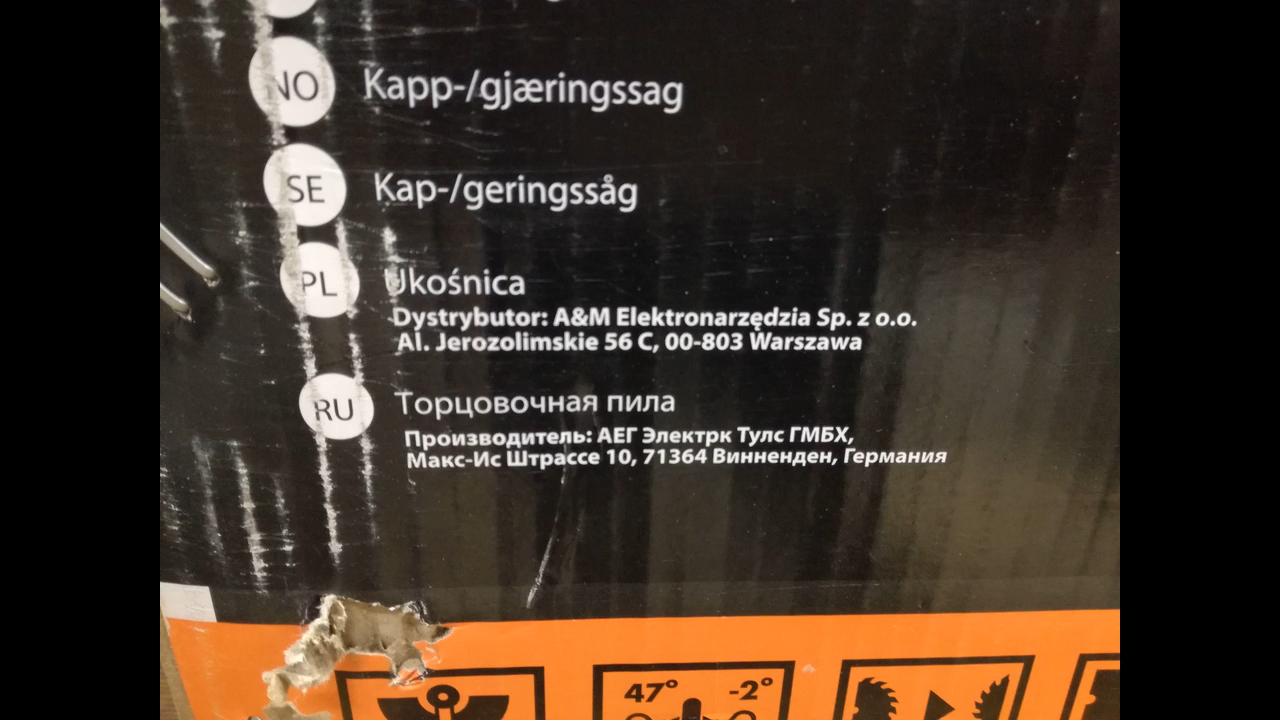 NO Kapp-/gjæringssag
SE Kap-/geringssåg
PL Ukośnica
Dystrybutor: A&M Elektronarzędzia Sp. z o.o.
Al. Jerozolimskie 56 C, 00-803 Warszawa
RU Торцовочная пила
Производитель: АЕГ Электрк Тулс ГМБХ,
Макс-Ис Штрассе 10, 71364 Винненден, Германия
47° -2°